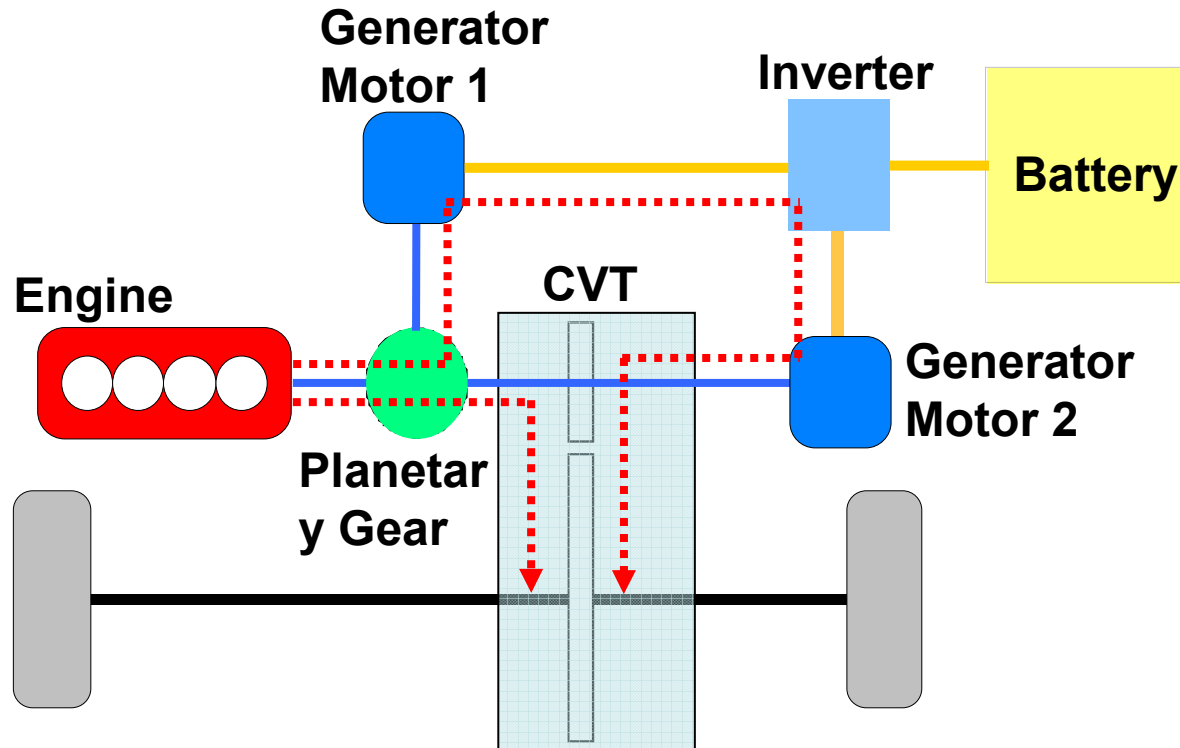 Generator
Motor 1
Inverter
Battery
CVT
Engine
Generator
Motor 2
Planetar
y Gear